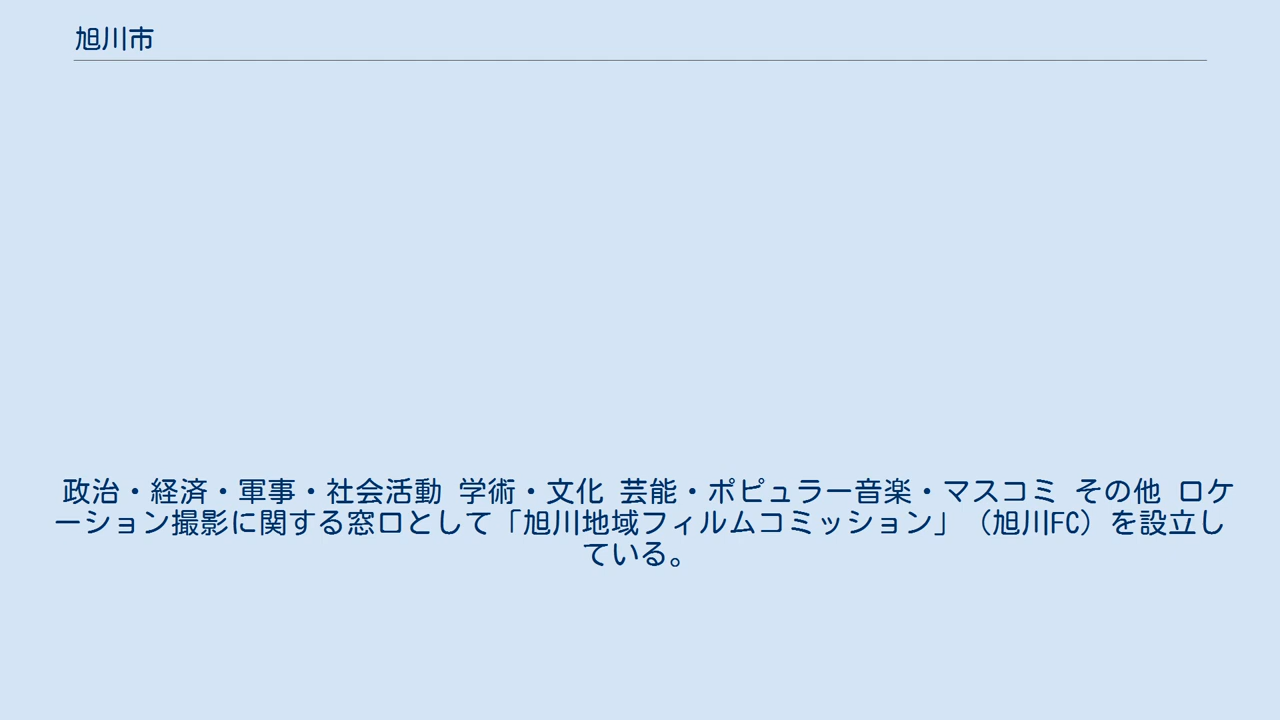 旭川市
政治・経済・軍事・社会活動 学術・文化 芸能・ポピュラー音楽・マスコミ その他 ロケ
ーション撮影に関する窓口として「旭川地域フィルムコミッション」（旭川FC）を設立し
ている。